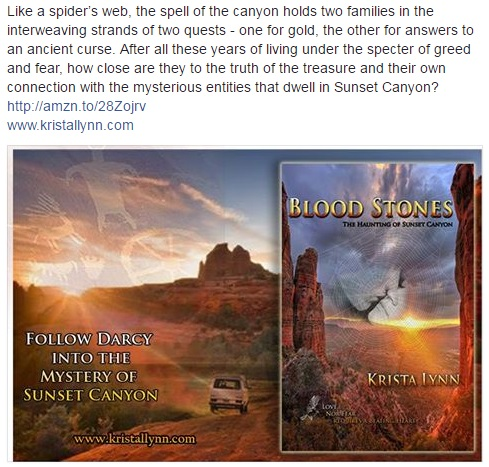 Like a spider’s web, the spell of the canyon holds two families in the
interweaving strands of two quests - one for gold, the other for answers to
an ancient curse. After all these years of living under the specter of greed
and fear, how close are they to the truth of the treasure and their own
connection with the mysterious entities that dwell in Sunset Canyon?
http://amzn.to/28Zojrv
www.kristallynn.com
Follow Darcy
into the
Mystery of
Sunset Canyon
www.kristallynn.com
Blood Stones
The Haunting of Sunset Canyon
Krista Lynn
Love,
Not Fear